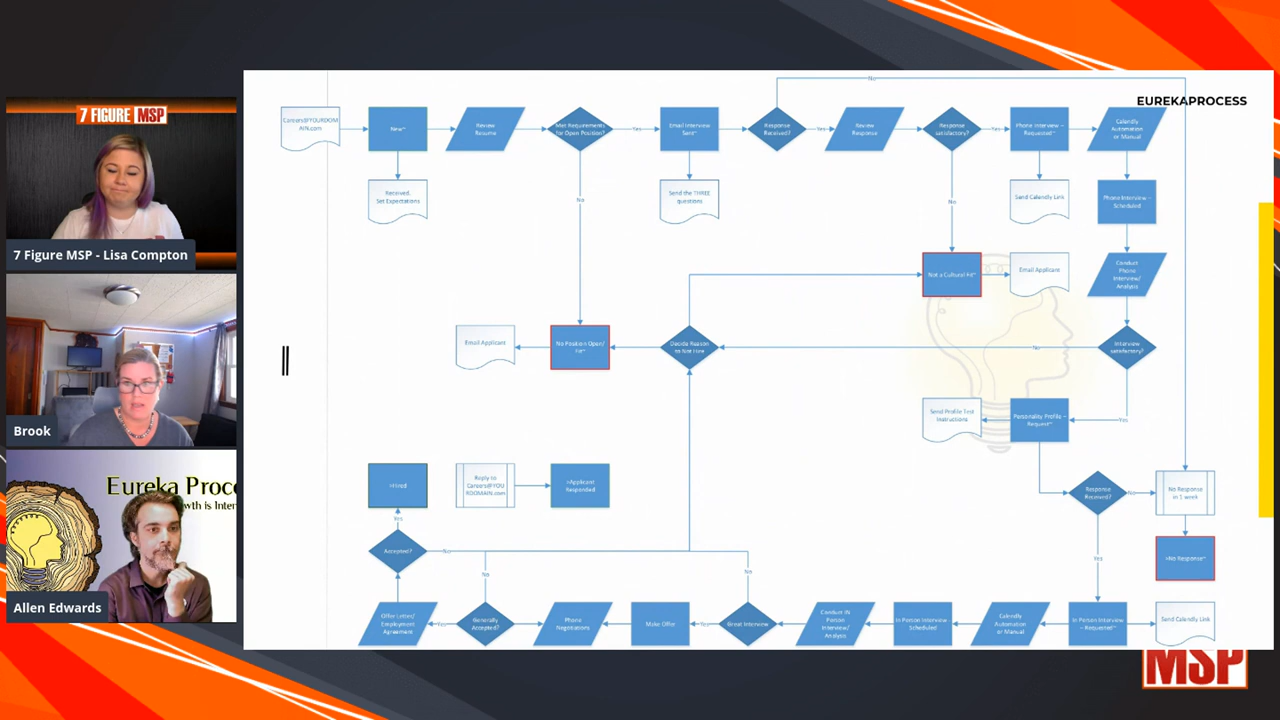 7 FIGURE MSP
7 Figure MSP - Lisa Compton
Brook
Eureka Proc
wth is Inter
Allen Edwards
EUREKAPROCESS
No
Careers@YOURDOM
AIN.com
New~
Review
Resume
Met Requirements
for Open Position?
Yes
Email Interview
Sent~
Response
Received?
Yes
Review
Response
Response
satisfactory?
Yes
Phone Interview –
Requested~
Calendly
Automation
or Manual
Received,
Set Expectations
No
Send the THREE
questions
No
Send Calendly Link
Phone Interview –
Scheduled
Not a Cultural Fit~
Email Applicant
Conduct
Phone
Interview/
Analysis
Email Applicant
No Position Open/
Fit~
Decide Reason
to Not Hire
No
Interview
satisfactory?
Send Profile Test
Instructions
Personality Profile –
Request~
Yes
>Hired
Reply to
Careers@YOU
RDOMAIN.com
>Applicant
Responded
Response
Received?
No
No Response
in 1 week
Yes
Accepted?
No
No
No
Yes
>No Response~
Offer Letter/
Employment
Agreement
Yes
Generally
Accepted?
Phone
Negotiations
Make Offer
Yes
Great Interview
Conduct IN
Person
Interview/
Analysis
In Person Interview -
Scheduled
Calendly
Automation
or Manual
In Person Interview
– Requested~
Send Calendly Link
MSP